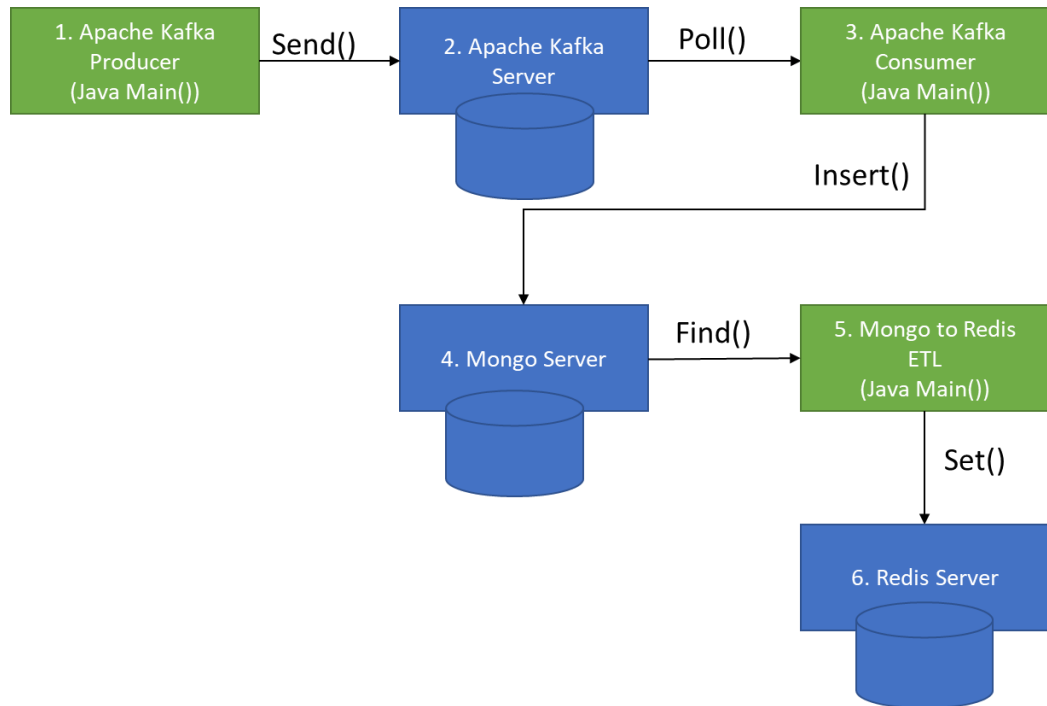 1. Apache Kafka
Producer
(Java Main())
Send()
2. Apache Kafka
Server
Poll()
3. Apache Kafka
Consumer
(Java Main())
Insert()
4. Mongo Server
Find()
5. Mongo to Redis
ETL
(Java Main())
Set()
6. Redis Server